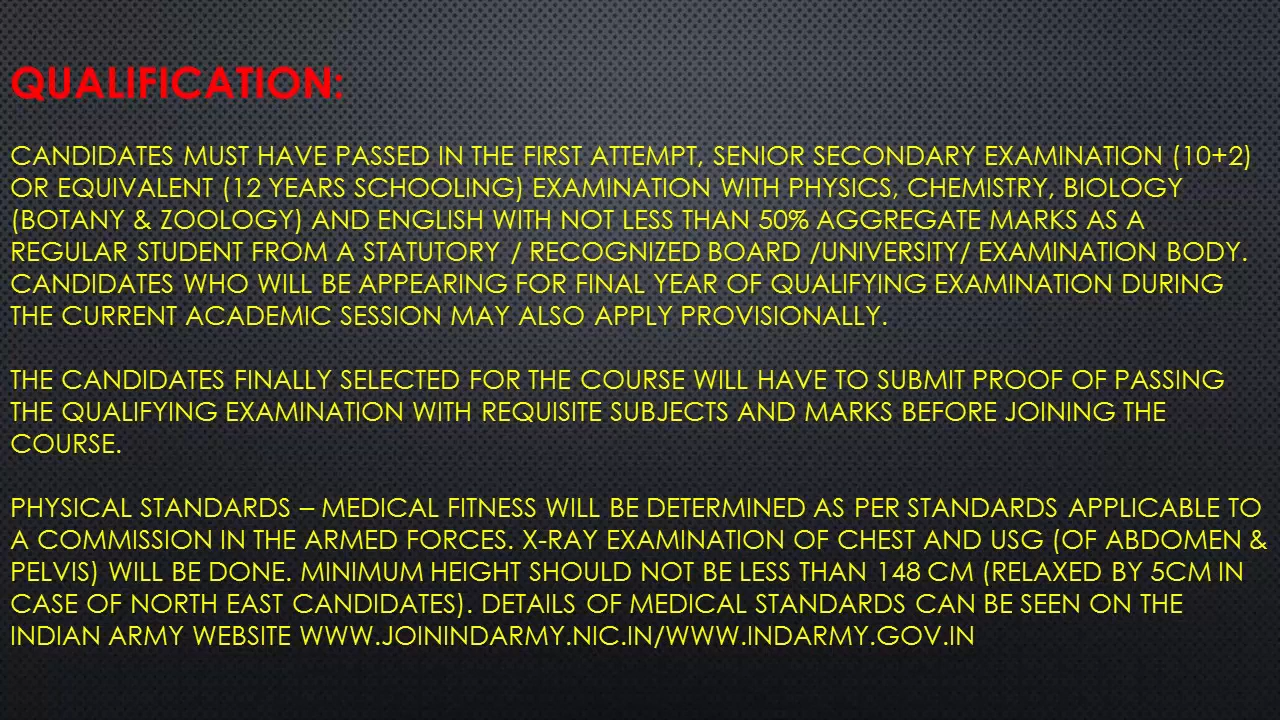 QUALIFICATION:
CANDIDATES MUST HAVE PASSED IN THE FIRST ATTEMPT, SENIOR SECONDARY EXAMINATION (10+2)
OR EQUIVALENT (12 YEARS SCHOOLING) EXAMINATION WITH PHYSICS, CHEMISTRY, BIOLOGY
(BOTANY & ZOOLOGY) AND ENGLISH WITH NOT LESS THAN 50% AGGREGATE MARKS AS A
REGULAR STUDENT FROM A STATUTORY / RECOGNIZED BOARD /UNIVERSITY/ EXAMINATION BODY.
CANDIDATES WHO WILL BE APPEARING FOR FINAL YEAR OF QUALIFYING EXAMINATION DURING
THE CURRENT ACADEMIC SESSION MAY ALSO APPLY PROVISIONALLY.
THE CANDIDATES FINALLY SELECTED FOR THE COURSE WILL HAVE TO SUBMIT PROOF OF PASSING
THE QUALIFYING EXAMINATION WITH REQUISITE SUBJECTS AND MARKS BEFORE JOINING THE
COURSE.
PHYSICAL STANDARDS – MEDICAL FITNESS WILL BE DETERMINED AS PER STANDARDS APPLICABLE TO
A COMMISSION IN THE ARMED FORCES. X-RAY EXAMINATION OF CHEST AND USG (OF ABDOMEN &
PELVIS) WILL BE DONE. MINIMUM HEIGHT SHOULD NOT BE LESS THAN 148 CM (RELAXED BY 5CM IN
CASE OF NORTH EAST CANDIDATES). DETAILS OF MEDICAL STANDARDS CAN BE SEEN ON THE
INDIAN ARMY WEBSITE WWW.JOININDARMY.NIC.IN/WWW.INDARMY.GOV.IN